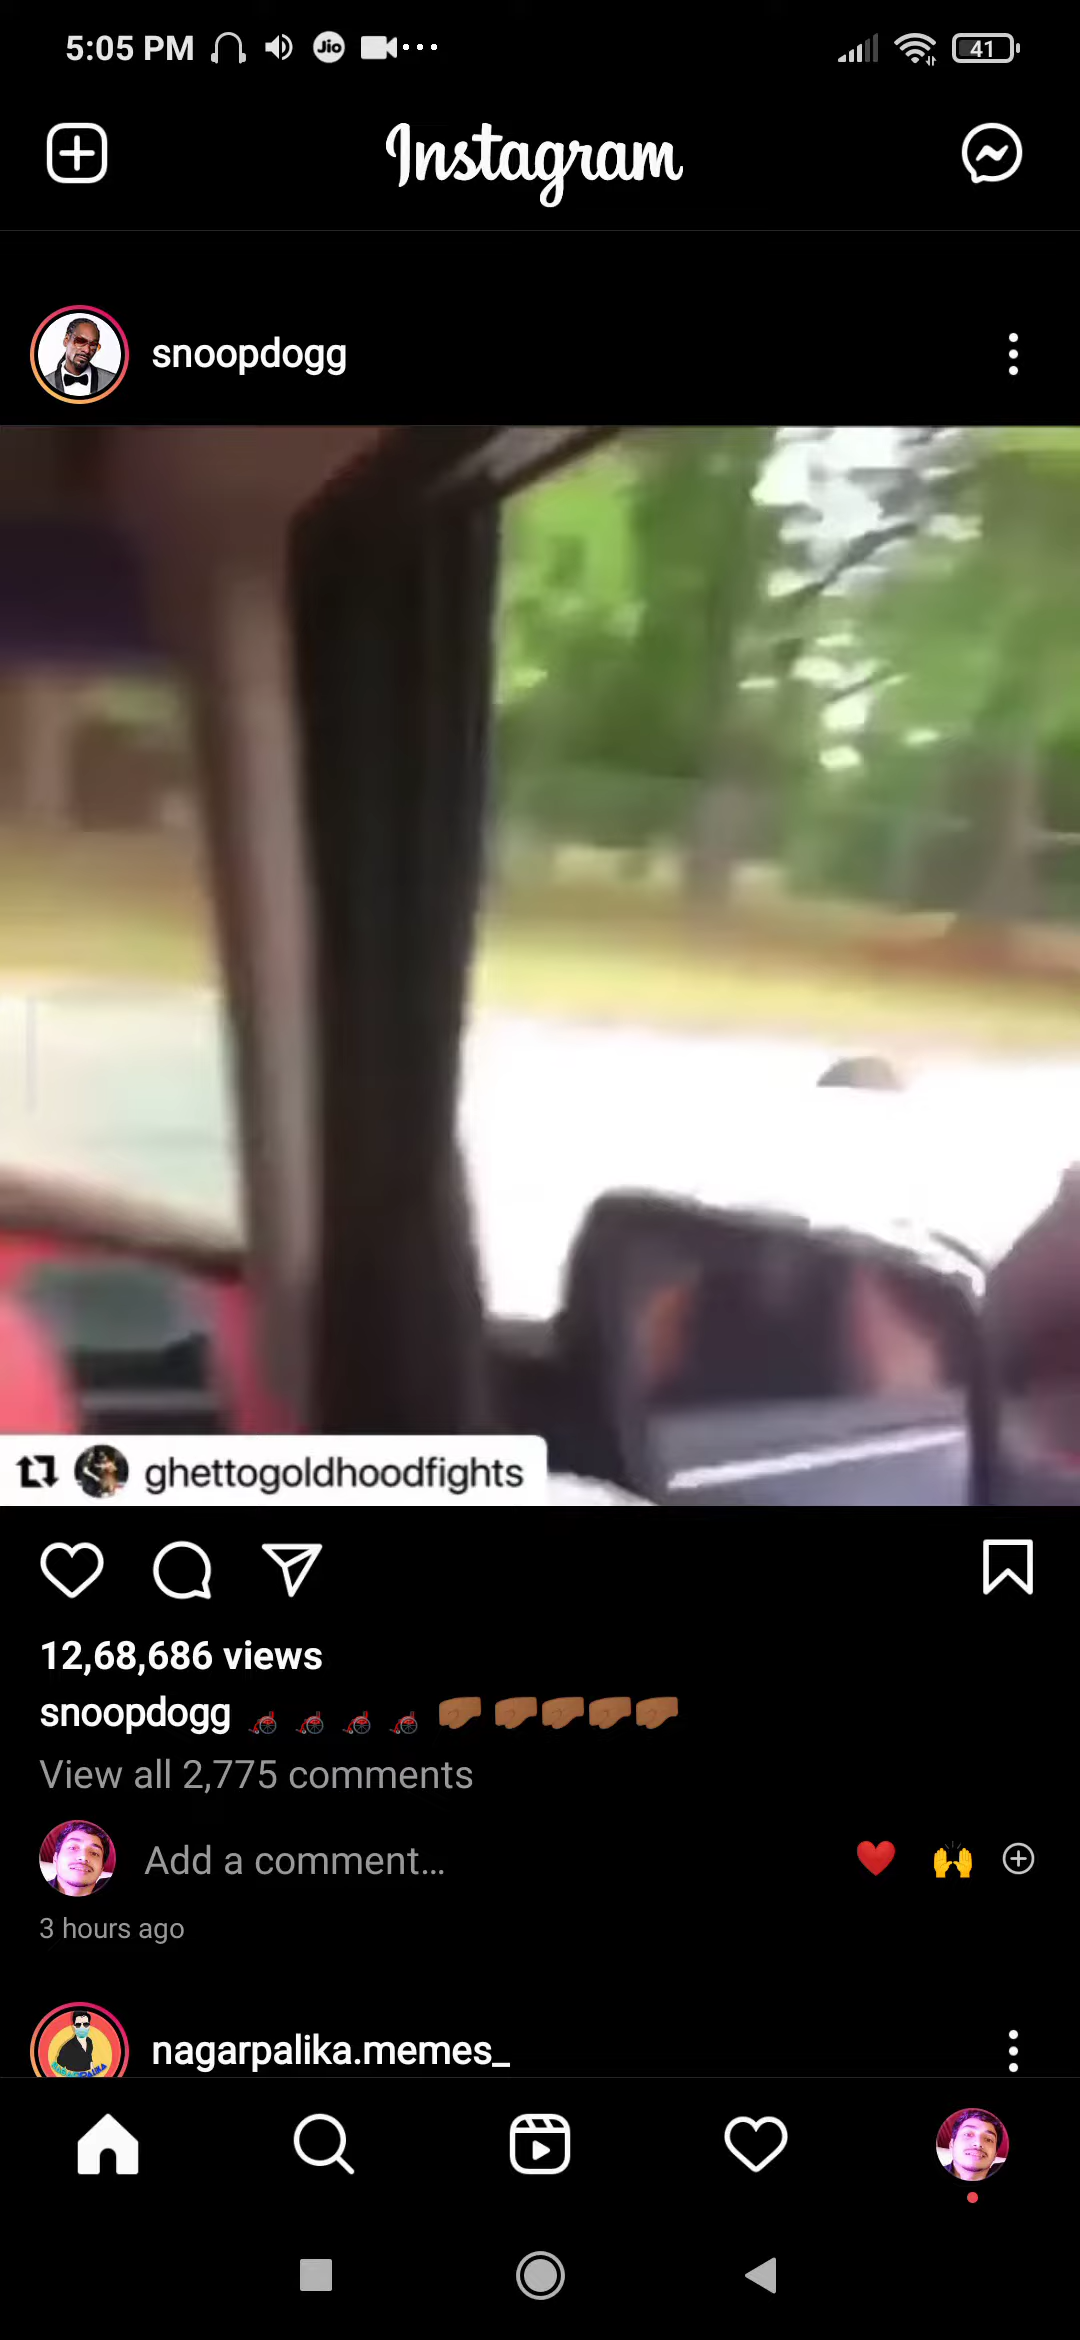 5:05 PM Jio 41
Instagram
snoopdogg
ghettogoldhoodfights
12,68,686 views
snoopdogg 🦽 🦽 🦽 🦽 🤛🏾 🤛🏾🤛🏾🤛🏾🤛🏾
View all 2,775 comments
Add a comment...
3 hours ago
nagarpalika.memes_